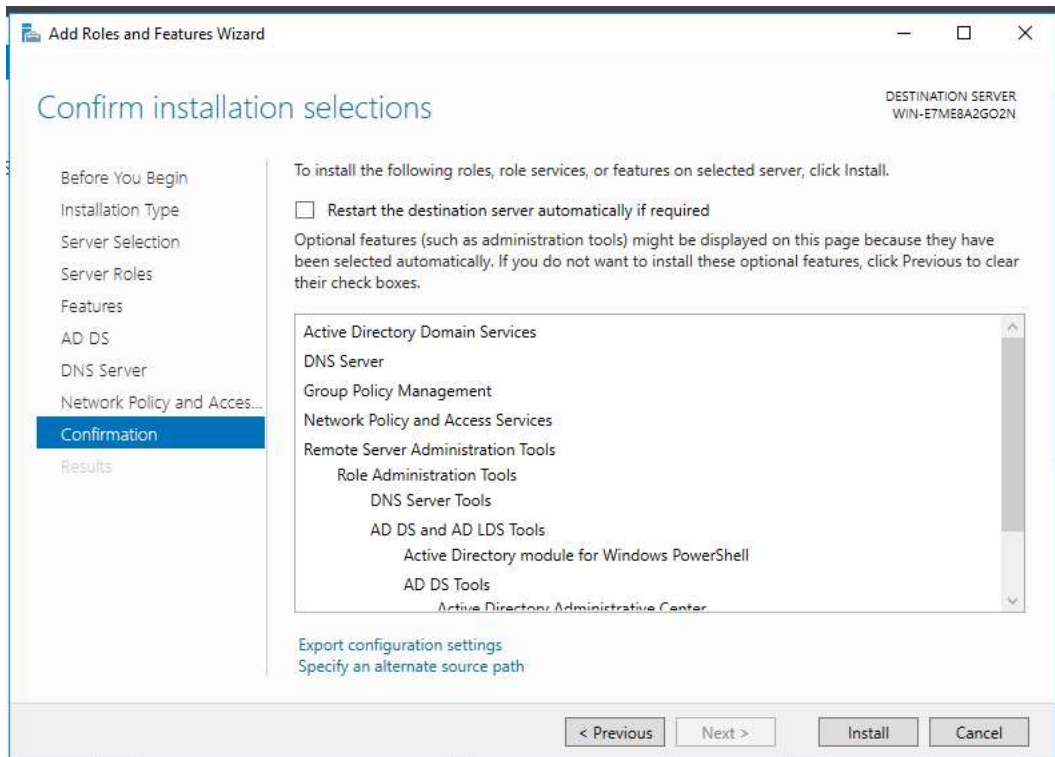 Add Roles and Features Wizard
Confirm installation selections
DESTINATION SERVER
WIN-E7ME8A2GO2N
Before You Begin
Installation Type
Server Selection
Server Roles
Features
AD DS
DNS Server
Network Policy and Acces...
Confirmation
Results
To install the following roles, role services, or features on selected server, click Install.
Restart the destination server automatically if required
Optional features (such as administration tools) might be displayed on this page because they have
been selected automatically. If you do not want to install these optional features, click Previous to clear
their check boxes.
Active Directory Domain Services
DNS Server
Group Policy Management
Network Policy and Access Services
Remote Server Administration Tools
Role Administration Tools
DNS Server Tools
AD DS and AD LDS Tools
Active Directory module for Windows PowerShell
AD DS Tools
Active Directory Administrative Center
Export configuration settings
Specify an alternate source path
< Previous
Next >
Install
Cancel